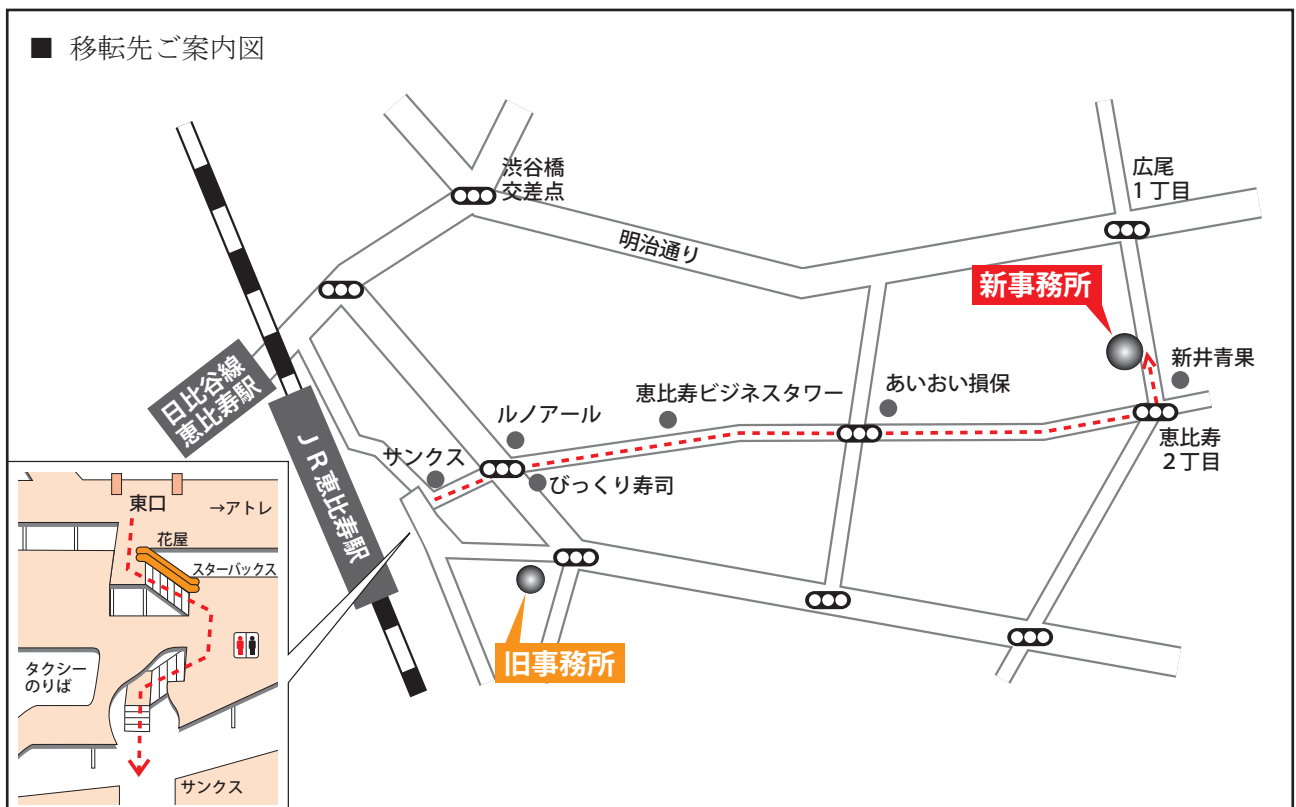 ■ 移転先ご案内図
渋谷橋
交差点
広尾
1丁目
明治通り
新事務所
新井青果
日比谷線
恵比寿駅
あいおい損保
恵比寿ビジネスタワー
ルノアール
恵比寿
2丁目
JR恵比寿駅
サンクス
びっくり寿司
旧事務所
東口
→アトレ
花屋
スターバックス
タクシー
のりば
サンクス